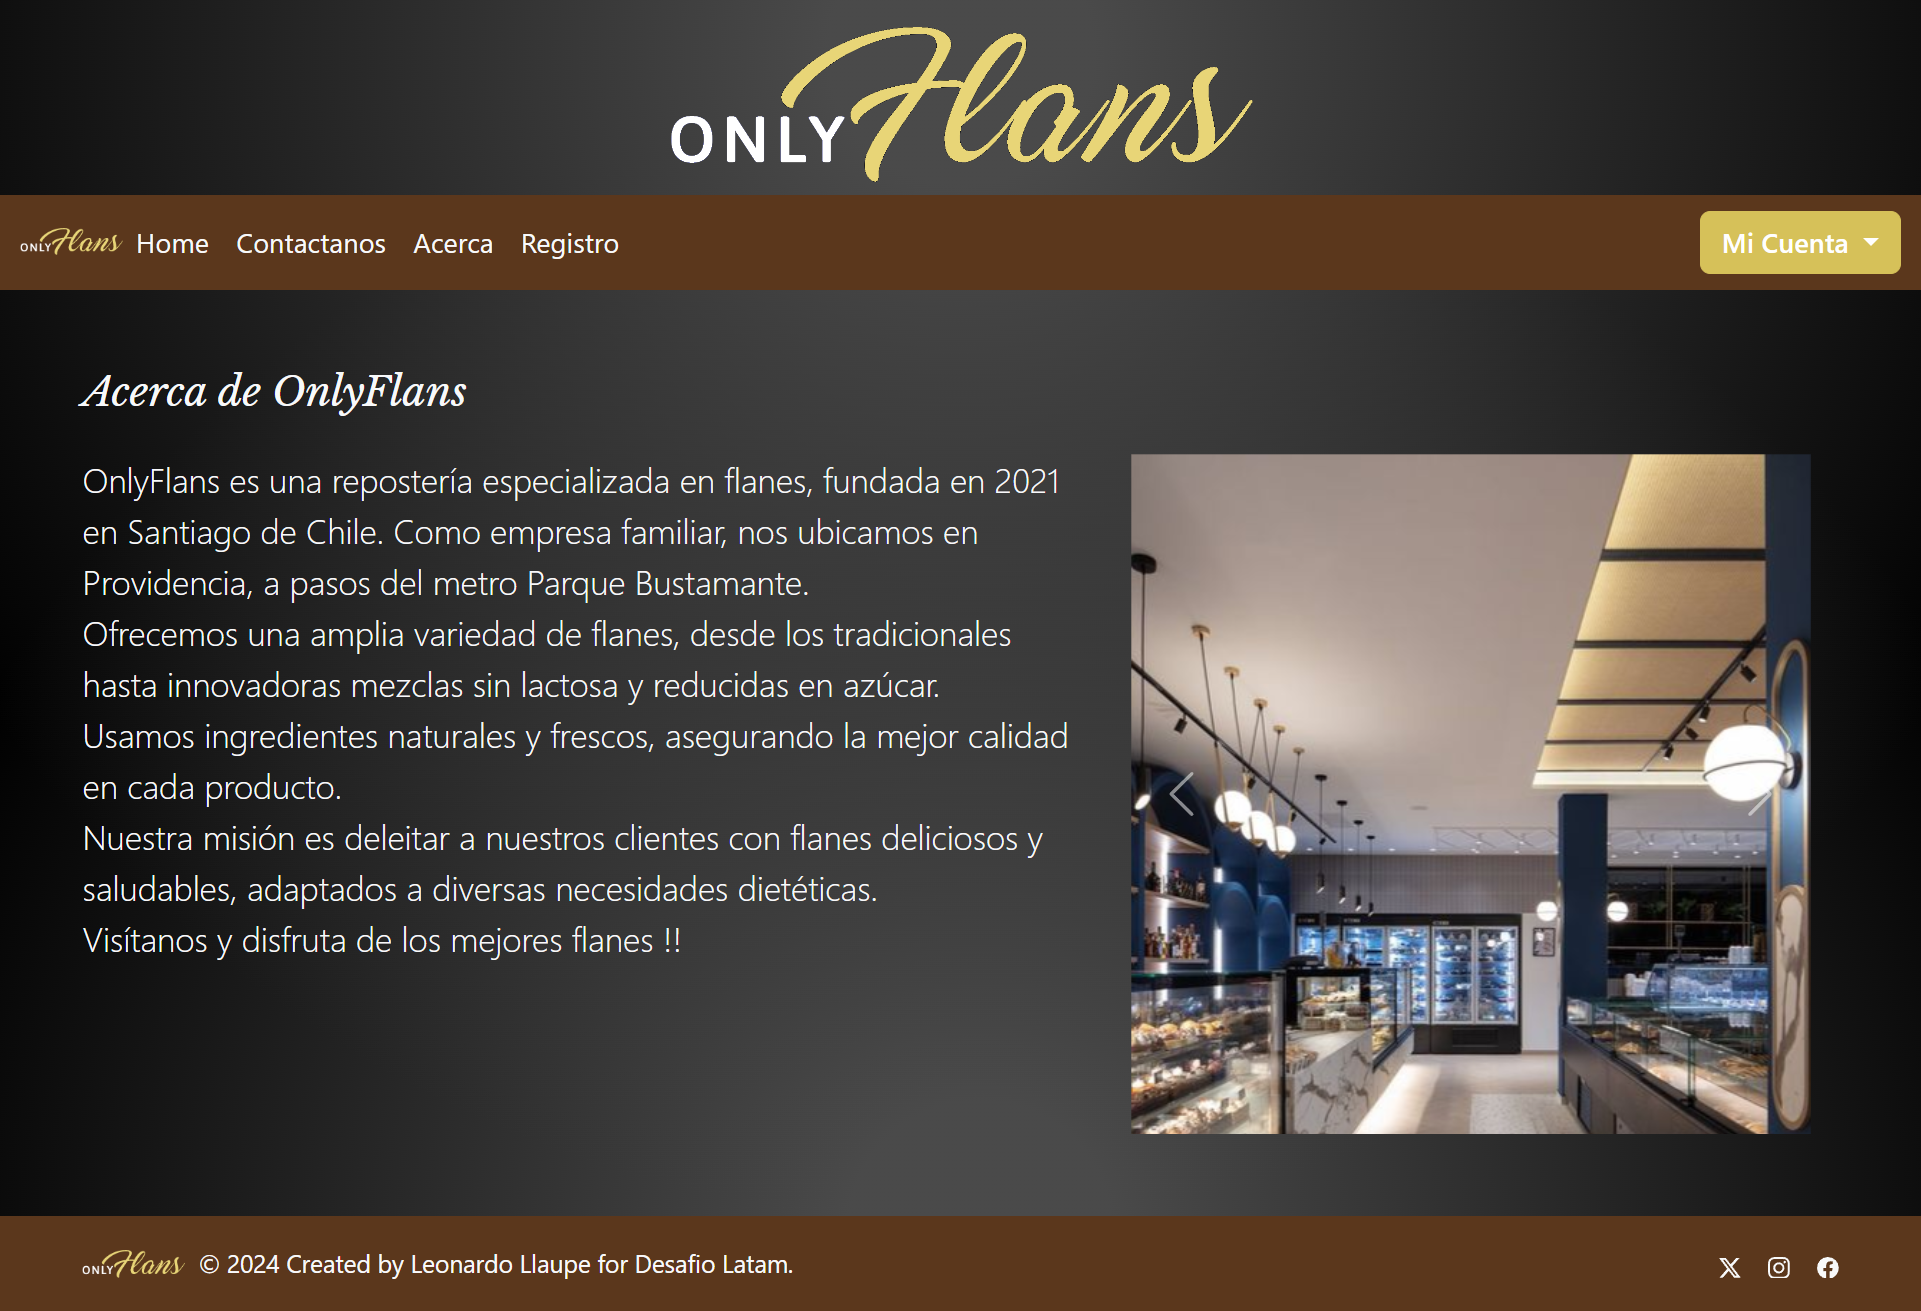 ONLY Flans
ONLY Flans Home Contactanos Acerca Registro Mi Cuenta
Acerca de OnlyFlans
OnlyFlans es una repostería especializada en flanes, fundada en 2021
en Santiago de Chile. Como empresa familiar, nos ubicamos en
Providencia, a pasos del metro Parque Bustamante.
Ofrecemos una amplia variedad de flanes, desde los tradicionales
hasta innovadoras mezclas sin lactosa y reducidas en azúcar.
Usamos ingredientes naturales y frescos, asegurando la mejor calidad
en cada producto.
Nuestra misión es deleitar a nuestros clientes con flanes deliciosos y
saludables, adaptados a diversas necesidades dietéticas.
Visítanos y disfruta de los mejores flanes !!
ONLY Flans © 2024 Created by Leonardo Llaupe for Desafio Latam.